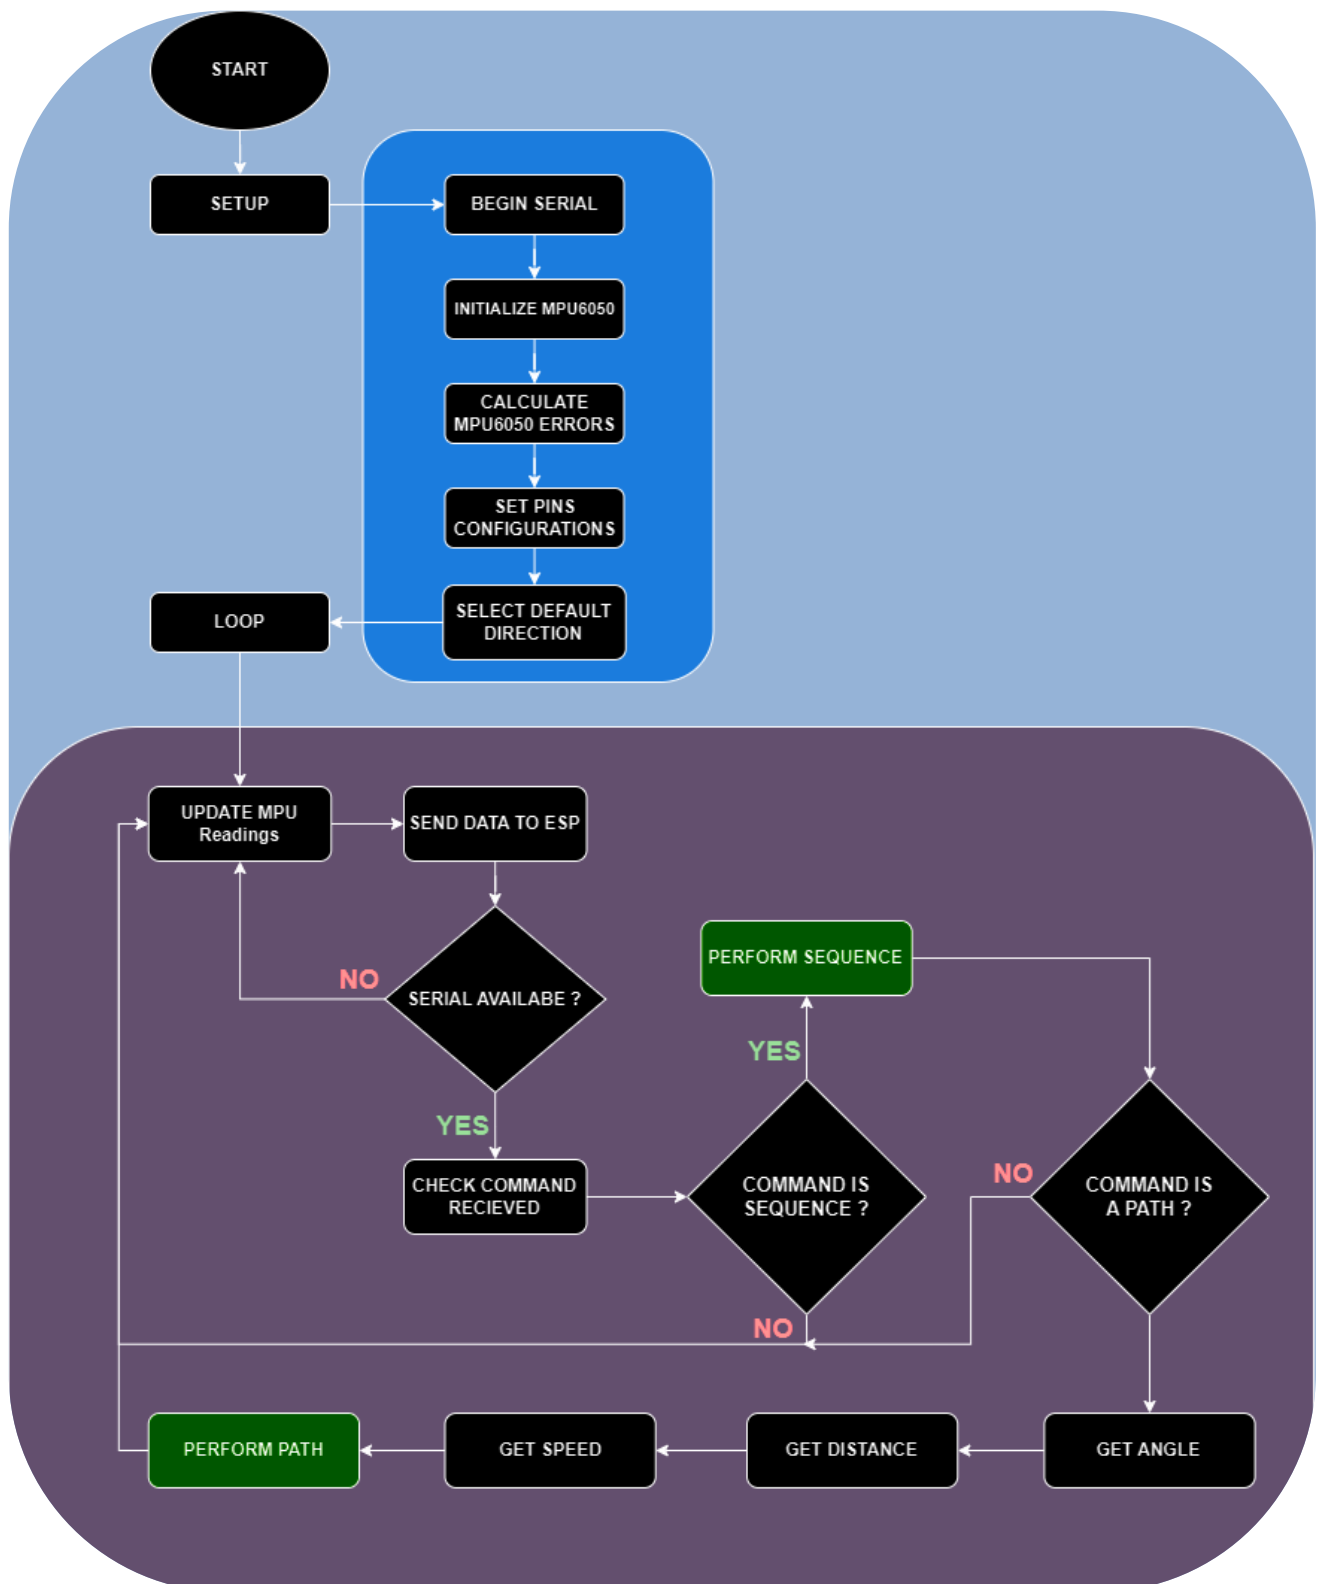 START
SETUP
BEGIN SERIAL
INITIALIZE MPU6050
CALCULATE
MPU6050 ERRORS
SET PINS
CONFIGURATIONS
SELECT DEFAULT
DIRECTION
LOOP
UPDATE MPU
Readings
SEND DATA TO ESP
SERIAL AVAILABE ?
NO
YES
CHECK COMMAND
RECIEVED
COMMAND IS
SEQUENCE ?
YES
PERFORM SEQUENCE
NO
COMMAND IS
A PATH ?
NO
GET ANGLE
GET DISTANCE
GET SPEED
PERFORM PATH